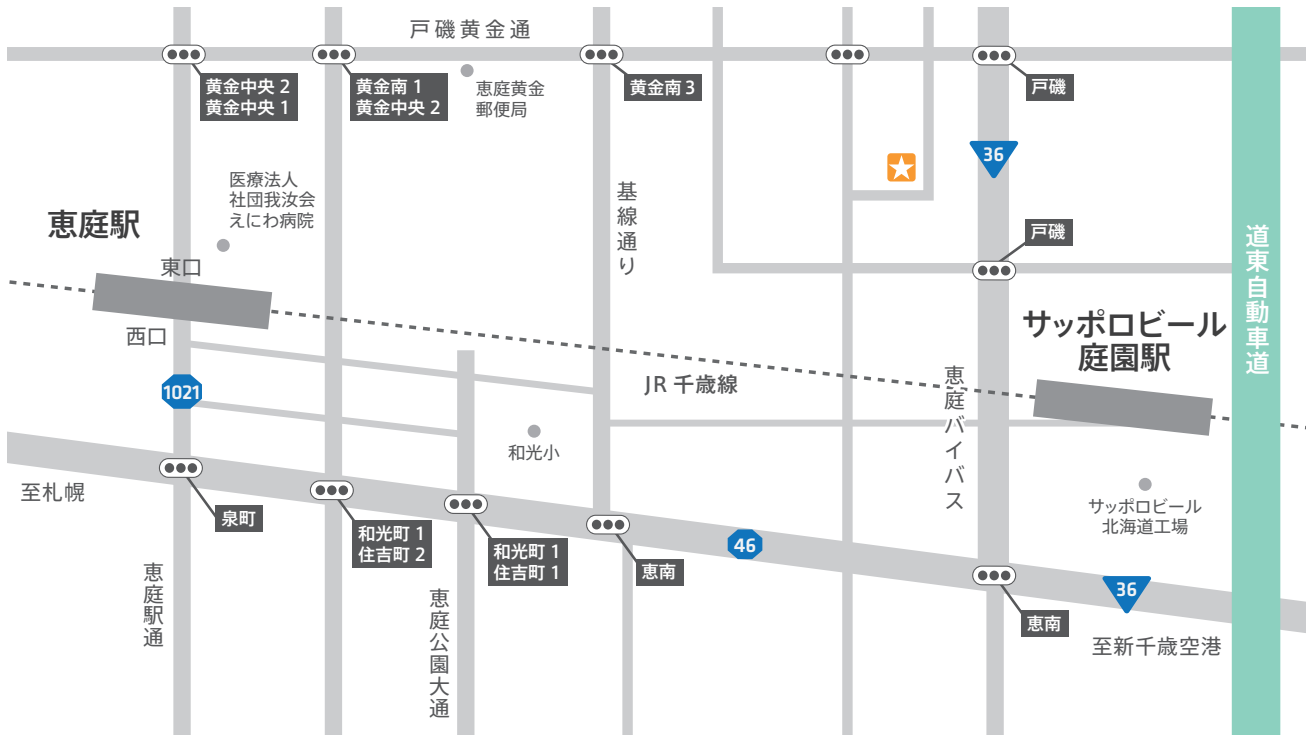 戸磯黄金通
黄金中央 2
黄金中央 1
黄金南 1
黄金中央 2
恵庭黄金
郵便局
黄金南 3
戸磯
36
医療法人
社団我汝会
えにわ病院
基線通り
恵庭駅
東口
戸磯
道東自動車道
サッポロビール
庭園駅
西口
JR 千歳線
恵庭バイパス
1021
和光小
至札幌
泉町
和光町 1
住吉町 2
和光町 1
住吉町 1
恵南
46
サッポロビール
北海道工場
36
恵南
至新千歳空港
恵庭駅通
恵庭公園大通